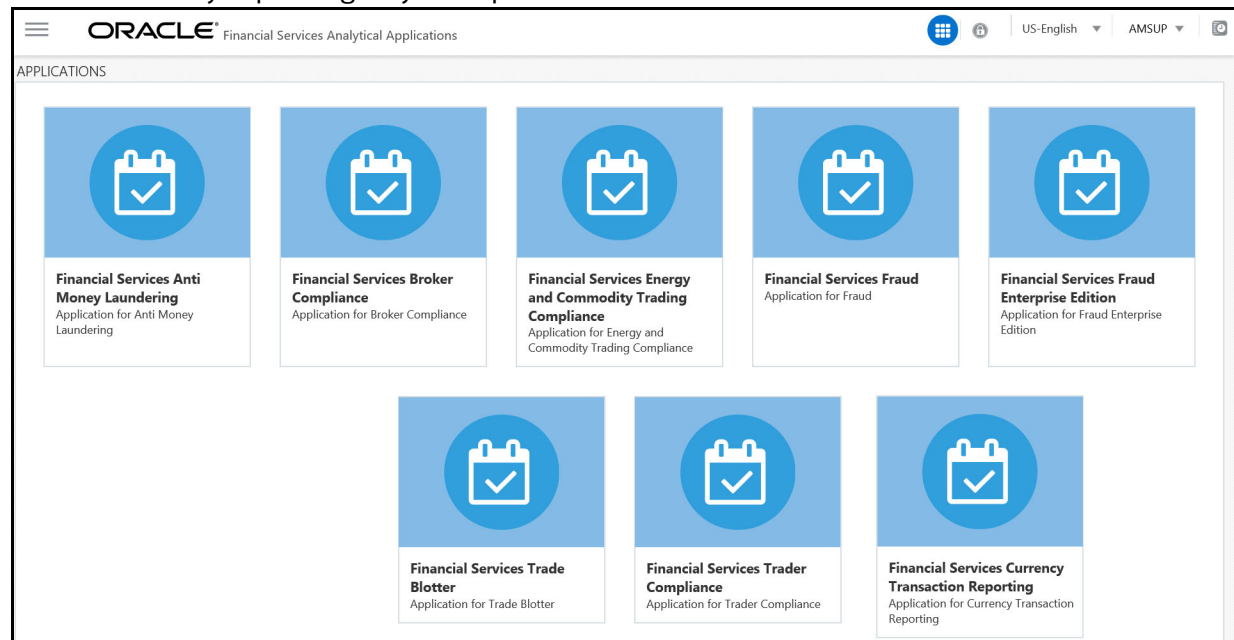 ORACLE® Financial Services Analytical Applications
US-English
AMSUP
APPLICATIONS
Financial Services Anti
Money Laundering
Application for Anti Money
Laundering
Financial Services Broker
Compliance
Application for Broker Compliance
Financial Services Energy
and Commodity Trading
Compliance
Application for Energy and
Commodity Trading Compliance
Financial Services Fraud
Application for Fraud
Financial Services Fraud
Enterprise Edition
Application for Fraud Enterprise
Edition
Financial Services Trade
Blotter
Application for Trade Blotter
Financial Services Trader
Compliance
Application for Trader Compliance
Financial Services Currency
Transaction Reporting
Application for Currency Transaction
Reporting